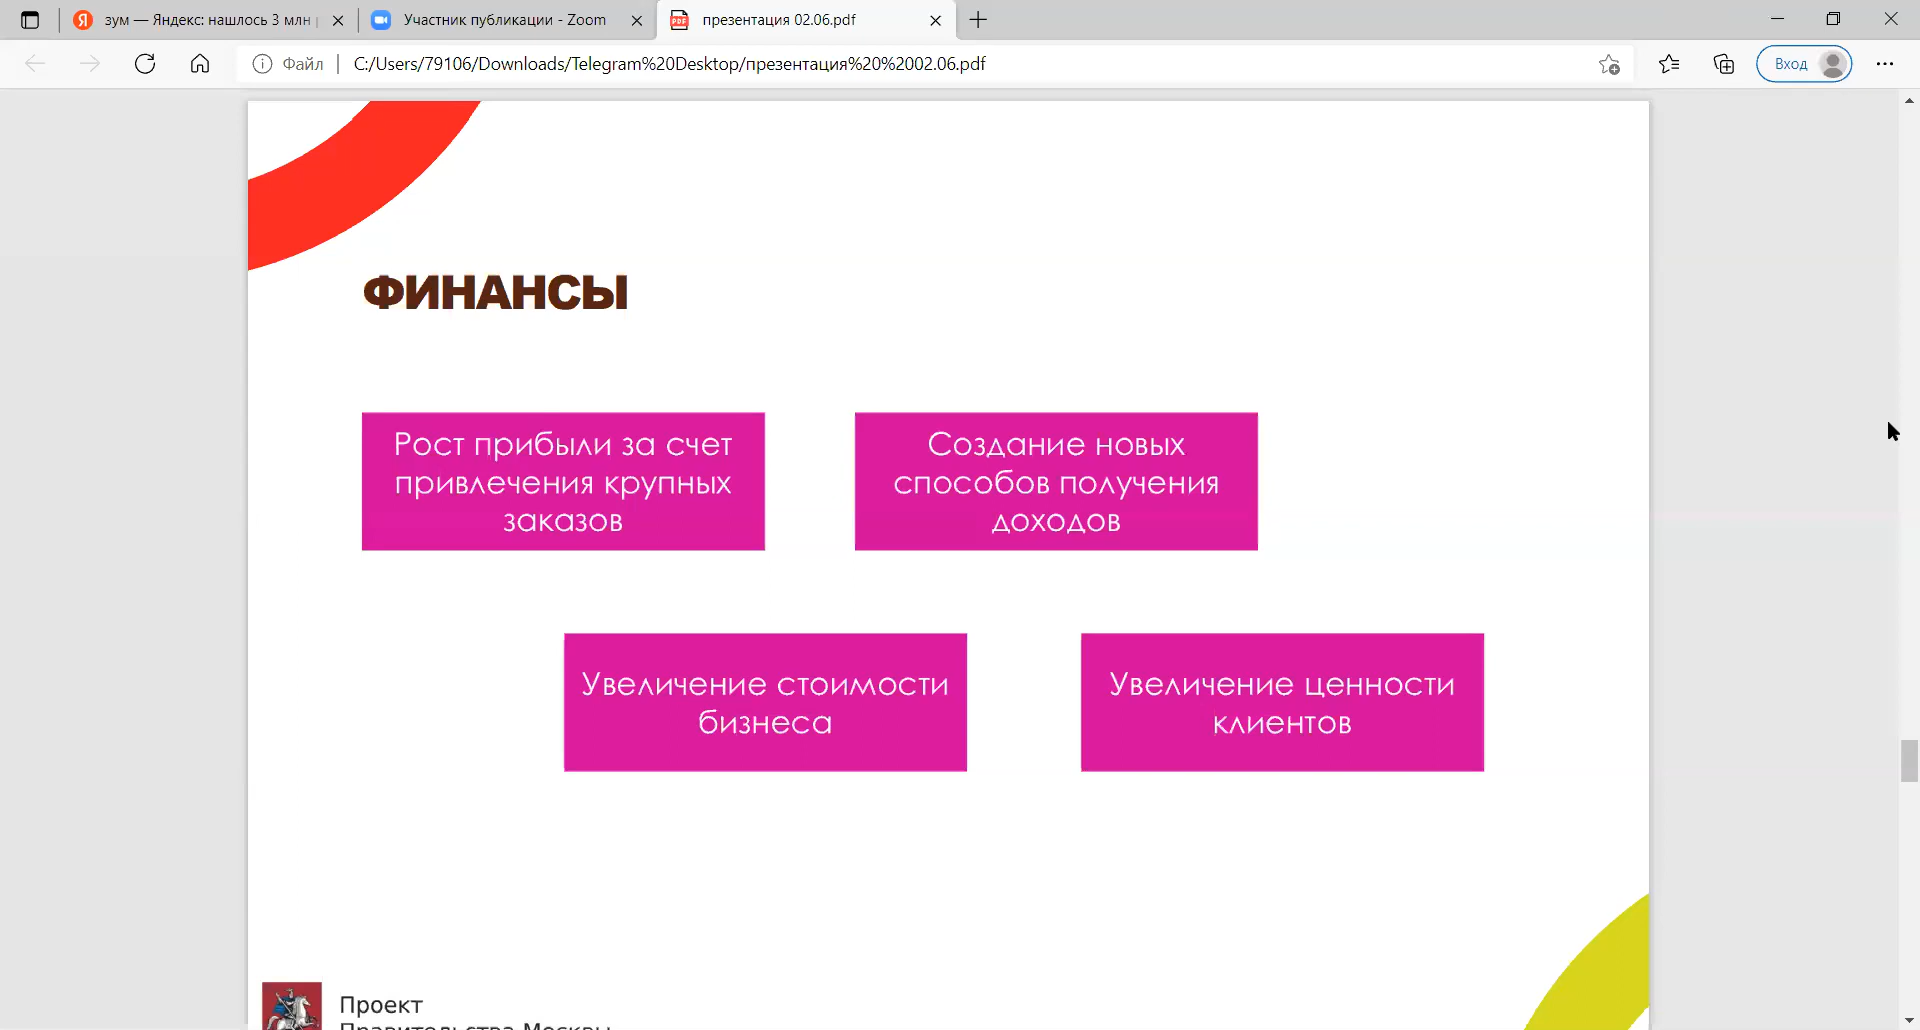 зум — Яндекс: нашлось 3 млн
Участник публикации - Zoom
презентация 02.06.pdf
Файл
C:/Users/79106/Downloads/Telegram%20Desktop/презентация%20%2002.06.pdf
Вход
ФИНАНСЫ
Рост прибыли за счет
привлечения крупных
заказов
Создание новых
способов получения
доходов
Увеличение стоимости
бизнеса
Увеличение ценности
клиентов
Проект
Правительства Москвы